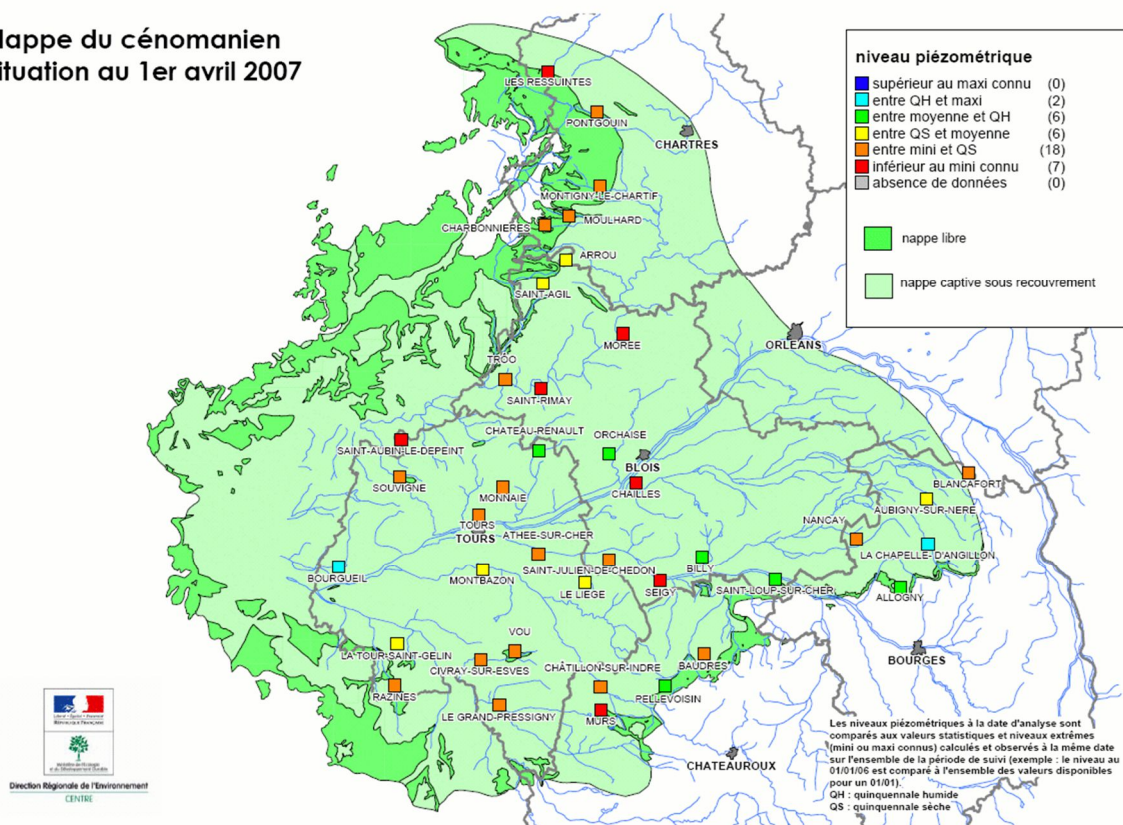 appe du cénomanien
ituation au 1er avril 2007
niveau piézométrique
supérieur au maxi connu (0)
entre QH et maxi (2)
entre moyenne et QH (6)
entre QS et moyenne (6)
entre mini et QS (18)
inférieur au mini connu (7)
absence de données (0)
nappe libre
nappe captive sous recouvrement
LES RESSUINTES
PONTGOUIN
CHARTRES
MONTIGNY-LE-CHARTIF
MOULHARD
CHARBONNIERES
ARROU
SAINT-AGIL
MOREE
ORLEANS
TROO
SAINT-RIMAY
CHATEAU-RENAULT
ORCHAISE
SAINT-AUBIN-LE-DEPEINT
BLOIS
SOUVIGNE
MONNAIE
CHAILLES
BLANCAFORT
AUBIGNY-SUR-NERE
NANCAY
TOURS
TOURS
ATHEE-SUR-CHER
LA CHAPELLE- D'ANGILLON
BOURGUEIL
MONTBAZON
SAINT-JULIEN-DE-CHEDON
BILLY
LE LIEGE
SEIGY
SAINT-LOUP-SUR-CHER
ALLOGNY
VOU
LA TOUR-SAINT-GELIN
CIVRAY-SUR-ESVES
CHÂTILLON-SUR-INDRE
BAUDRES
BOURGES
RAZINES
PELLEVOISIN
LE GRAND-PRESSIGNY
MURS
CHATEAUROUX
Les niveaux piézométriques à la date d'analyse sont
comparés aux valeurs statistiques et niveaux extrêmes
(mini ou maxi connus) calculés et observés à la même date
sur l'ensemble de la période de suivi (exemple : le niveau au
01/01/06 est comparé à l'ensemble des valeurs disponibles
pour un 01/01).
QH : quinquennale humide
QS : quinquennale sèche
Liberté • Égalité • Fraternité
RÉPUBLIQUE FRANÇAISE
Direction Régionale de l'Environnement
CENTRE